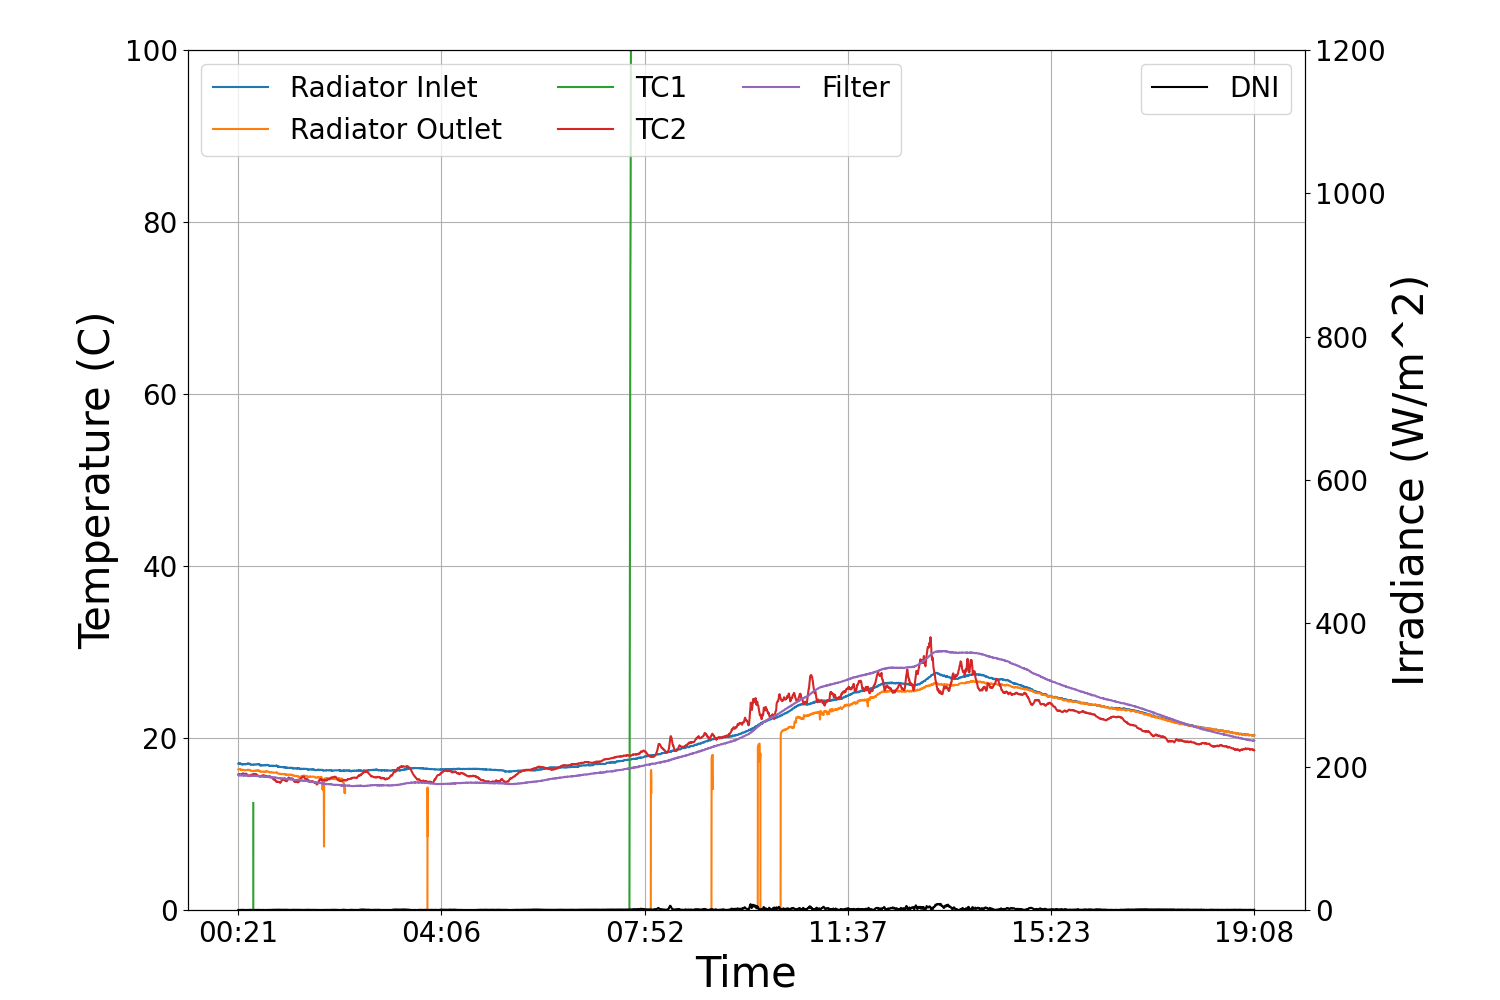 100
80
60
40
20
0
Temperature (C)
Radiator Inlet
Radiator Outlet
TC1
TC2
Filter
DNI
1200
1000
800
600
400
200
0
Irradiance (W/m^2)
00:21 04:06 07:52 11:37 15:23 19:08
Time